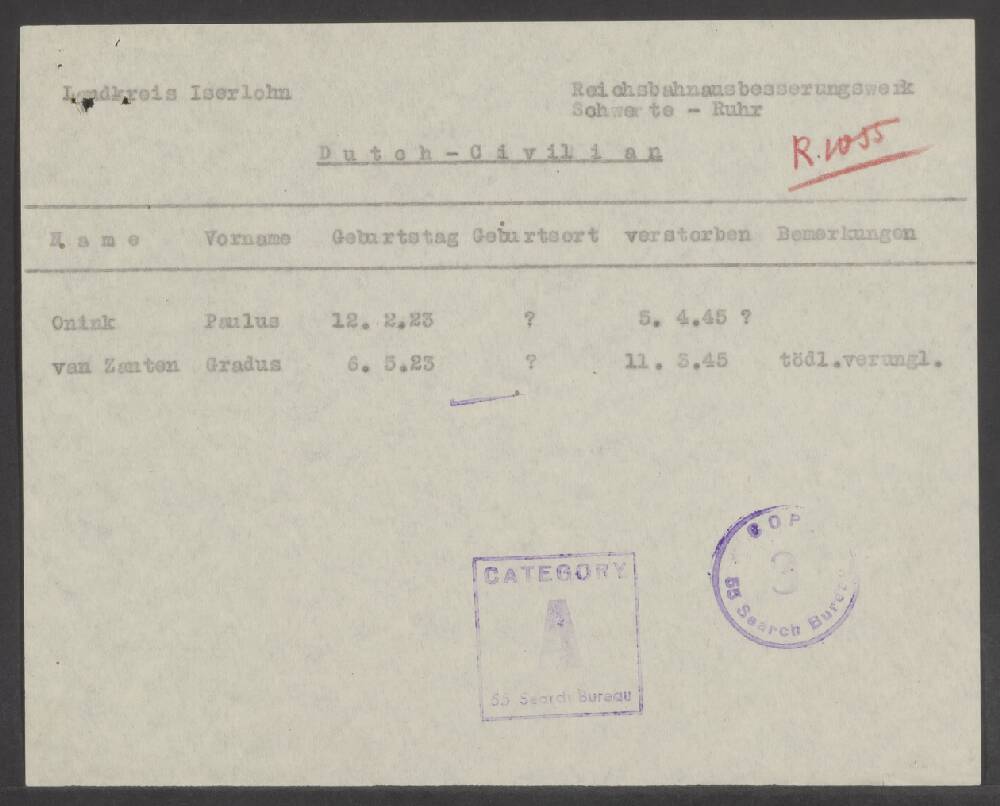 Landkreis Iserlohn
Reichsbahnausbesserungswerk
Schwerte - Ruhr
Dutch-Civilian
R.1055
Name Vorname Geburtstag Geburtsort verstorben Bemerkungen
Onink Paulus 12. 2.23 ? 5. 4.45 ?
van Zanten Gradus 6. 5.23 ? 11. 3.45 tödl.verungl.
CATEGORY
A
55 Search Bureau
COP
3
55 Search Bureau